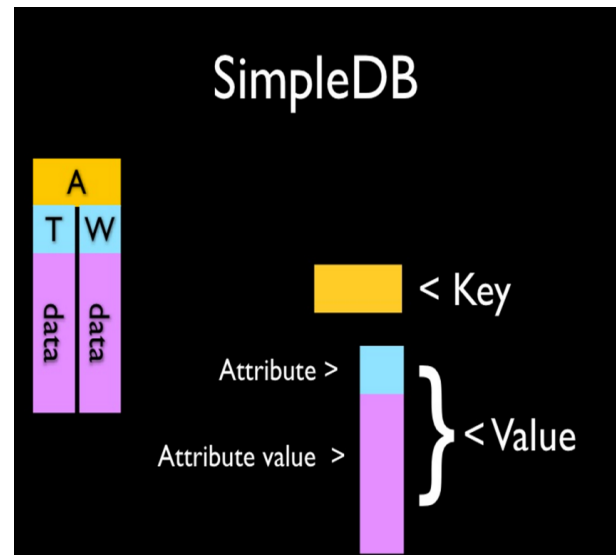 SimpleDB
A
T W
data data
< Key
Attribute >
Attribute value >
< Value